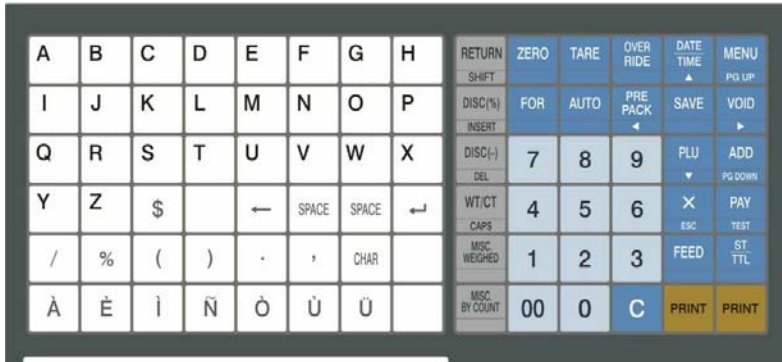 A B C D E F G H RETURN SHIFT ZERO TARE OVER RIDE DATE TIME ▲ MENU PG UP
I J K L M N O P DISC(%) INSERT FOR AUTO PRE PACK ◄ SAVE VOID ►
Q R S T U V W X DISC(-) DEL 7 8 9 PLU ▼ ADD PG DOWN
Y Z $ ← SPACE SPACE ↵ WT/CT CAPS 4 5 6 X ESC PAY TEST
/ % ( ) · , CHAR MISC. WEIGHED 1 2 3 FEED ST TTL
À È Ì Ñ Ò Ù Ü MISC. BY COUNT 00 0 C PRINT PRINT